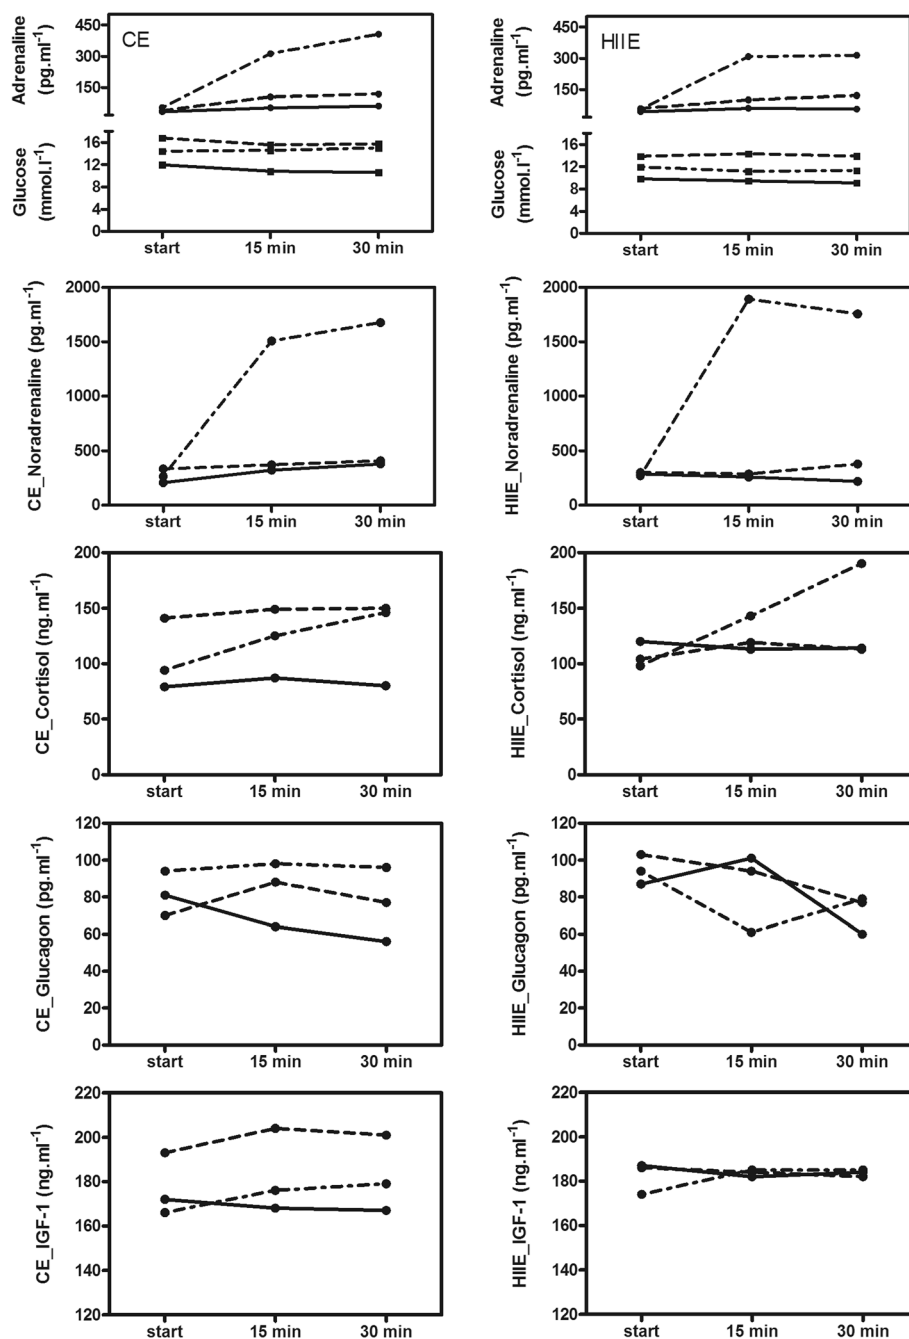 CE
Adrenaline
(pg.ml-1)
450
300
150
Glucose
(mmol.l-1)
16
12
8
4
0
start 15 min 30 min
HIIE
Adrenaline
(pg.ml-1)
450
300
150
Glucose
(mmol.l-1)
16
12
8
4
0
start 15 min 30 min
CE_Noradrenaline (pg.ml-1)
2000
1500
1000
500
0
start 15 min 30 min
HIIE_Noradrenaline (pg.ml-1)
2000
1500
1000
500
0
start 15 min 30 min
CE_Cortisol (ng.ml-1)
200
150
100
50
0
start 15 min 30 min
HIIE_Cortisol (ng.ml-1)
200
150
100
50
0
start 15 min 30 min
CE_Glucagon (pg.ml-1)
120
100
80
60
40
20
0
start 15 min 30 min
HIIE_Glucagon (pg.ml-1)
120
100
80
60
40
20
0
start 15 min 30 min
CE_IGF-1 (ng.ml-1)
220
200
180
160
140
120
start 15 min 30 min
HIIE_IGF-1 (ng.ml-1)
220
200
180
160
140
120
start 15 min 30 min